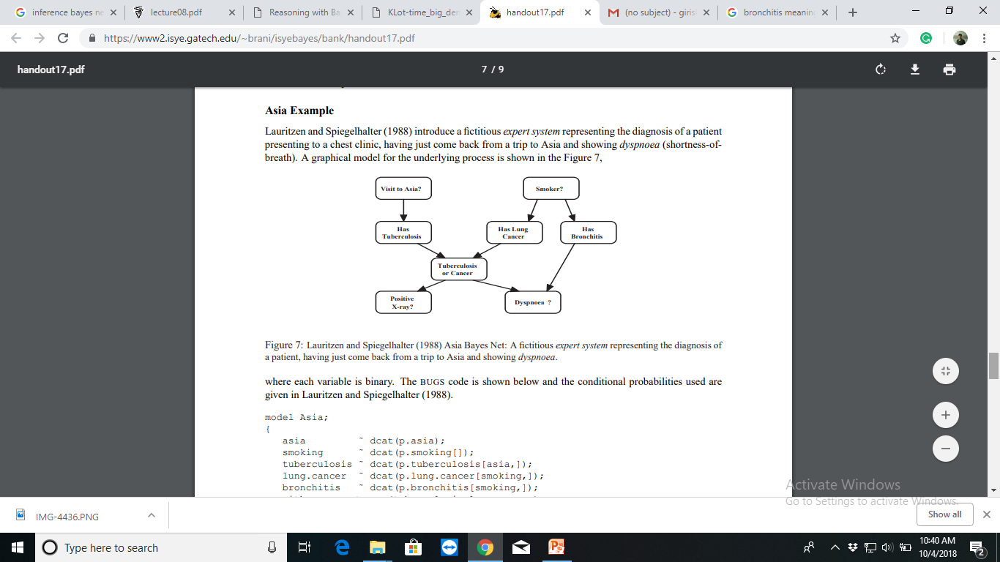 inference bayes ne
lecture08.pdf
Reasoning with Ba
KLot-time_big_der
handout17.pdf
(no subject) - giris
bronchitis meaning
https://www2.isye.gatech.edu/~brani/isyebayes/bank/handout17.pdf
handout17.pdf
7 / 9
Asia Example
Lauritzen and Spiegelhalter (1988) introduce a fictitious expert system representing the diagnosis of a patient
presenting to a chest clinic, having just come back from a trip to Asia and showing dyspnoea (shortness-of-
breath). A graphical model for the underlying process is shown in the Figure 7,
Visit to Asia?
Smoker?
Has
Tuberculosis
Has Lung
Cancer
Has
Bronchitis
Tuberculosis
or Cancer
Positive
X-ray?
Dyspnoea ?
Figure 7: Lauritzen and Spiegelhalter (1988) Asia Bayes Net: A fictitious expert system representing the diagnosis of
a patient, having just come back from a trip to Asia and showing dyspnoea.
where each variable is binary. The BUGS code is shown below and the conditional probabilities used are
given in Lauritzen and Spiegelhalter (1988).
model Asia;
{
asia ~ dcat(p.asia);
smoking ~ dcat(p.smoking[]);
tuberculosis ~ dcat(p.tuberculosis[asia,]);
lung.cancer ~ dcat(p.lung.cancer[smoking,]);
bronchitis ~ dcat(p.bronchitis[smoking,]);
Activate Windows
Go to Settings to activate Windows.
IMG-4436.PNG
Show all
Type here to search
10:40 AM
10/4/2018
2